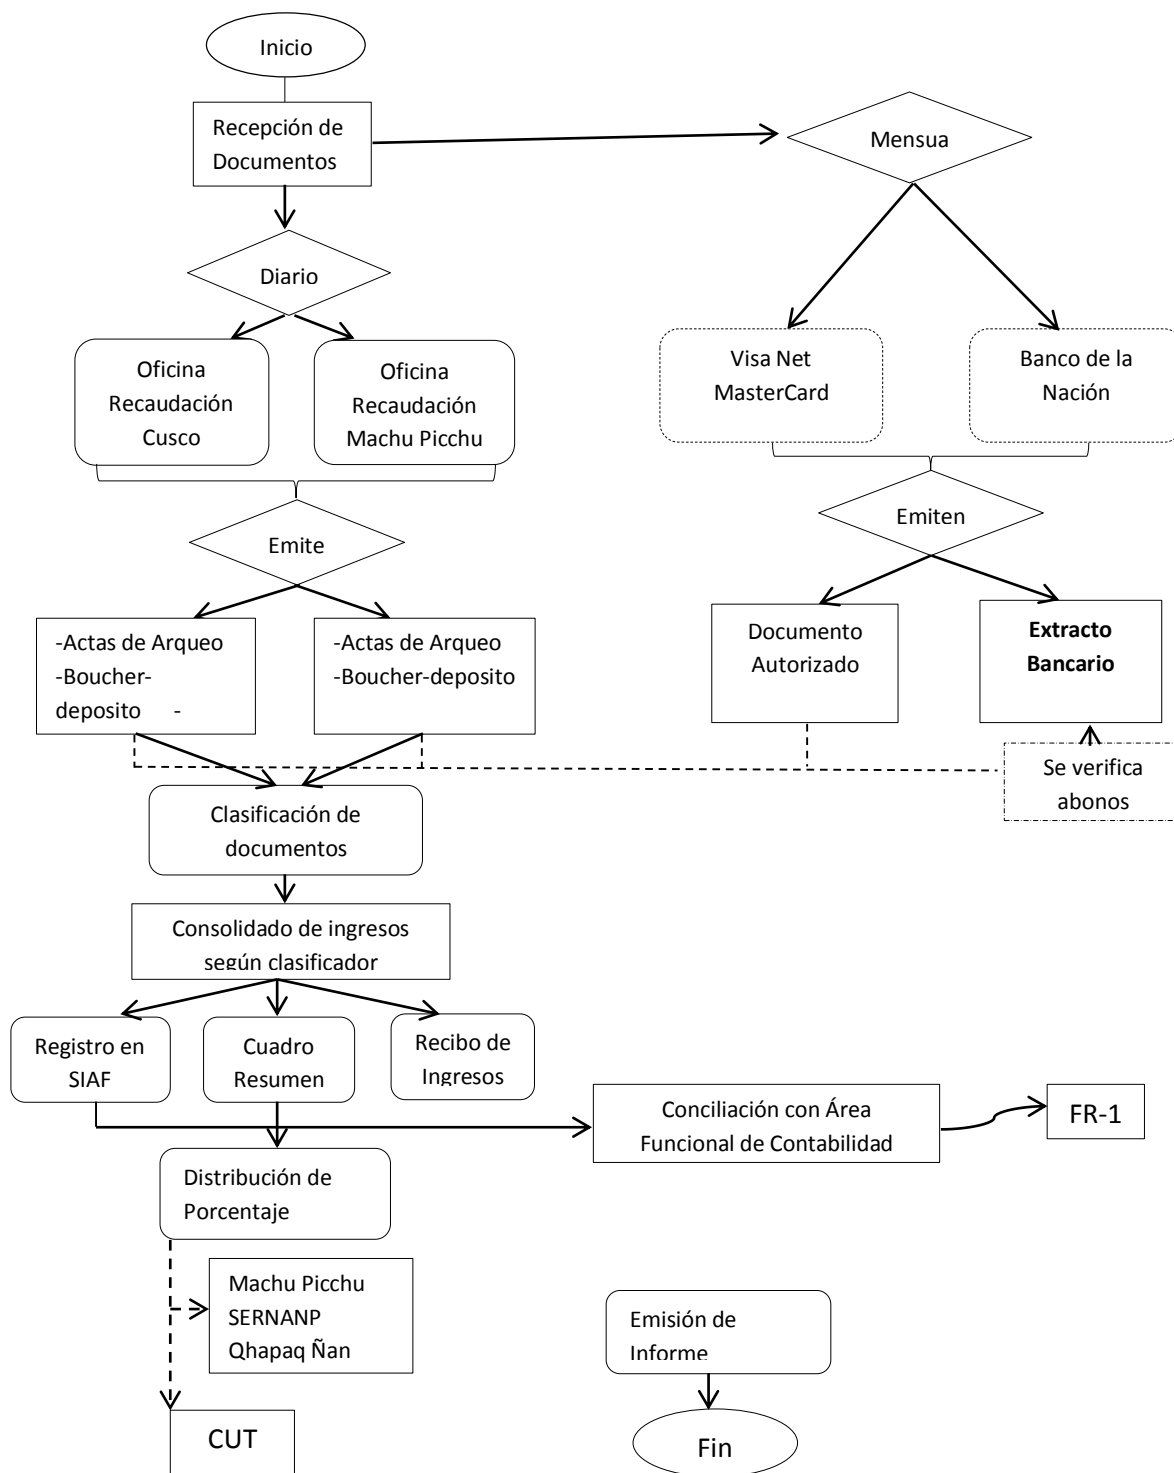 Inicio
Recepción de
Documentos
Mensua
Diario
Oficina
Recaudación
Cusco
Oficina
Recaudación
Machu Picchu
Visa Net
MasterCard
Banco de la
Nación
Emite
Emiten
-Actas de Arqueo
-Boucher-
deposito -
-Actas de Arqueo
-Boucher-deposito
Documento
Autorizado
Extracto
Bancario
Se verifica
abonos
Clasificación de
documentos
Consolidado de ingresos
según clasificador
Registro en
SIAF
Cuadro
Resumen
Recibo de
Ingresos
Conciliación con Área
Funcional de Contabilidad
FR-1
Distribución de
Porcentaje
Machu Picchu
SERNANP
Qhapaq Ñan
Emisión de
Informe
CUT
Fin